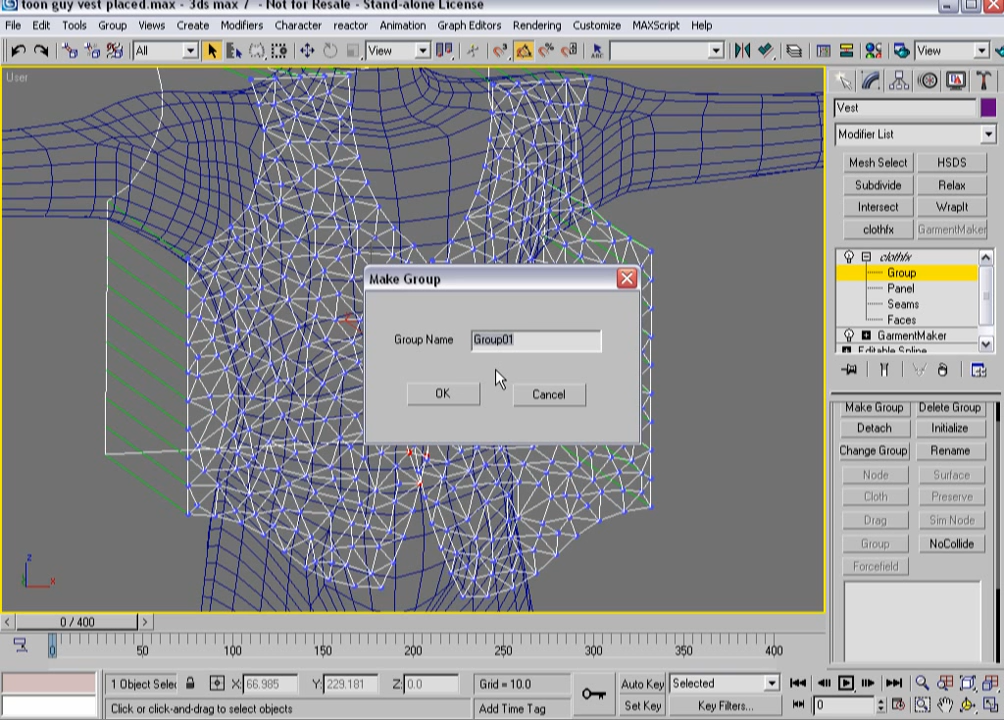 toon guy vest placed.max - 3ds max 7 - Not for Resale - Stand-alone License
File Edit Tools Group Views Create Modifiers Character reactor Animation Graph Editors Rendering Customize MAXScript Help
All View View
User
Vest
Modifier List
Mesh Select HSDS
Subdivide Relax
Intersect WrapIt
clothfx GarmentMaker
clothfx
Group
Panel
Seams
Faces
GarmentMaker
Editable Spline
Make Group
Group Name Group01
OK Cancel
Make Group Delete Group
Detach Initialize
Change Group Rename
Node Surface
Cloth Preserve
Drag Sim Node
Group NoCollide
Forcefield
z
x
< 0 / 400 >
0 50 100 150 200 250 300 350 400
1 Object Selec X: 66.985 Y: 229.181 Z: 0.0 Grid = 10.0 Auto Key Selected
Click or click-and-drag to select objects Add Time Tag Set Key Key Filters... 0